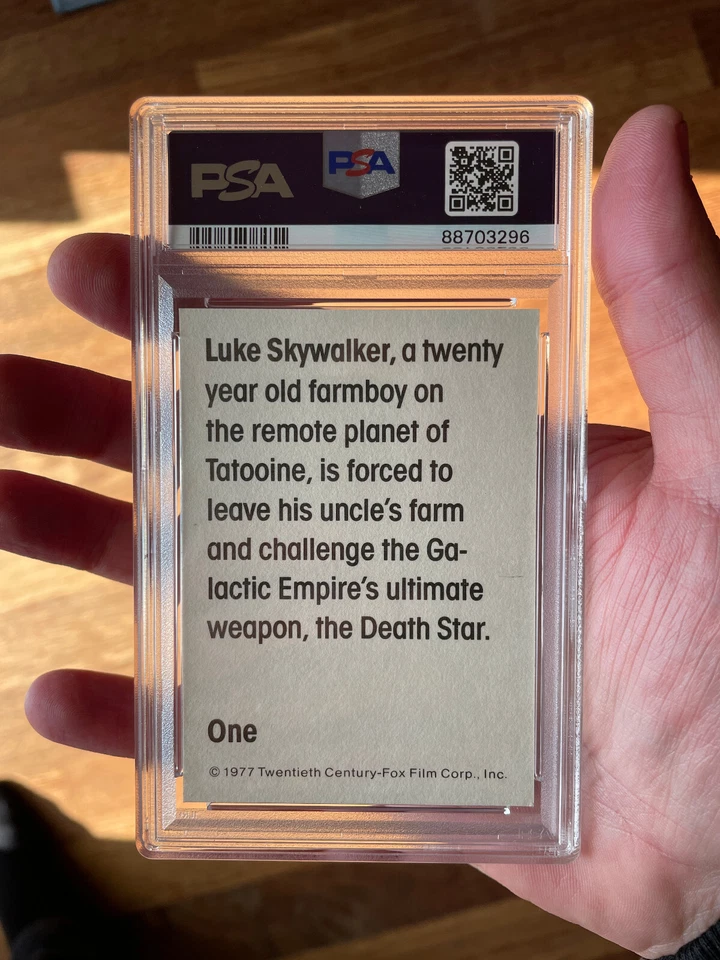 PSA
PSA
88703296
Luke Skywalker, a twenty
year old farmboy on
the remote planet of
Tatooine, is forced to
leave his uncle's farm
and challenge the Ga-
lactic Empire's ultimate
weapon, the Death Star.
One
© 1977 Twentieth Century-Fox Film Corp., Inc.